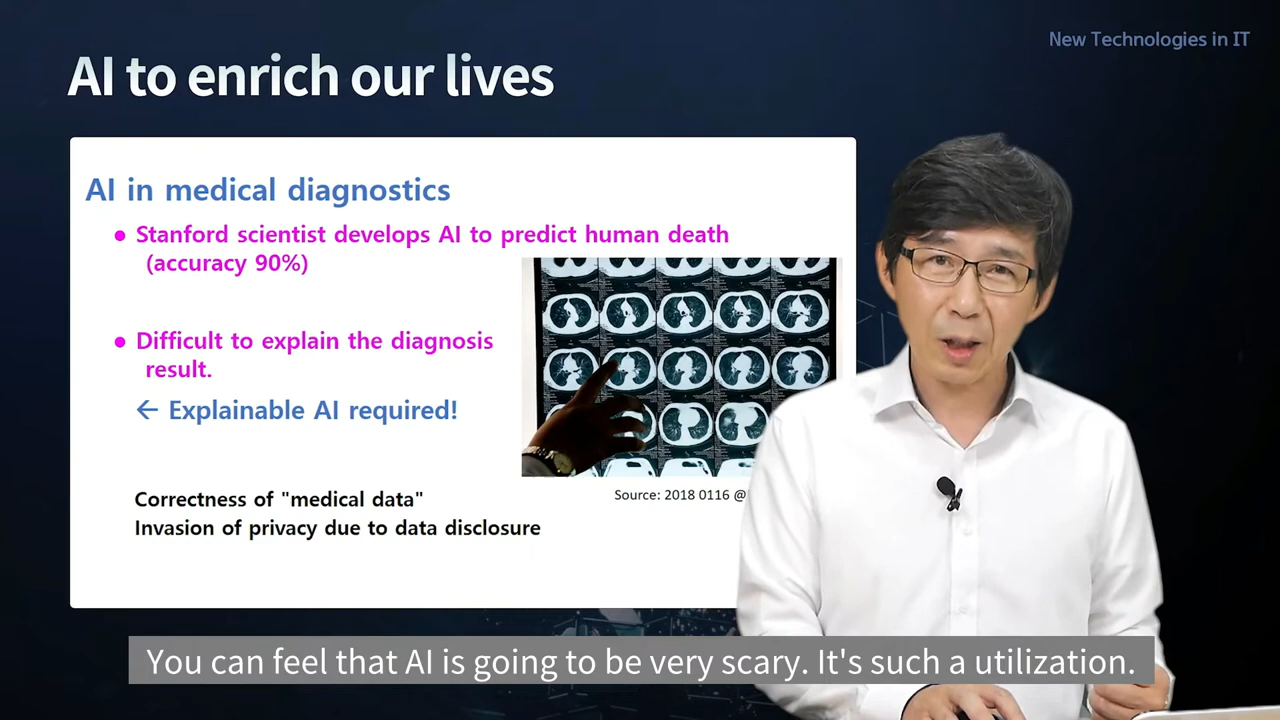 New Technologies in IT
AI to enrich our lives
AI in medical diagnostics
● Stanford scientist develops AI to predict human death
(accuracy 90%)
● Difficult to explain the diagnosis
result.
← Explainable AI required!
Source: 2018 0116 @
Correctness of "medical data"
Invasion of privacy due to data disclosure
You can feel that AI is going to be very scary. It's such a utilization.